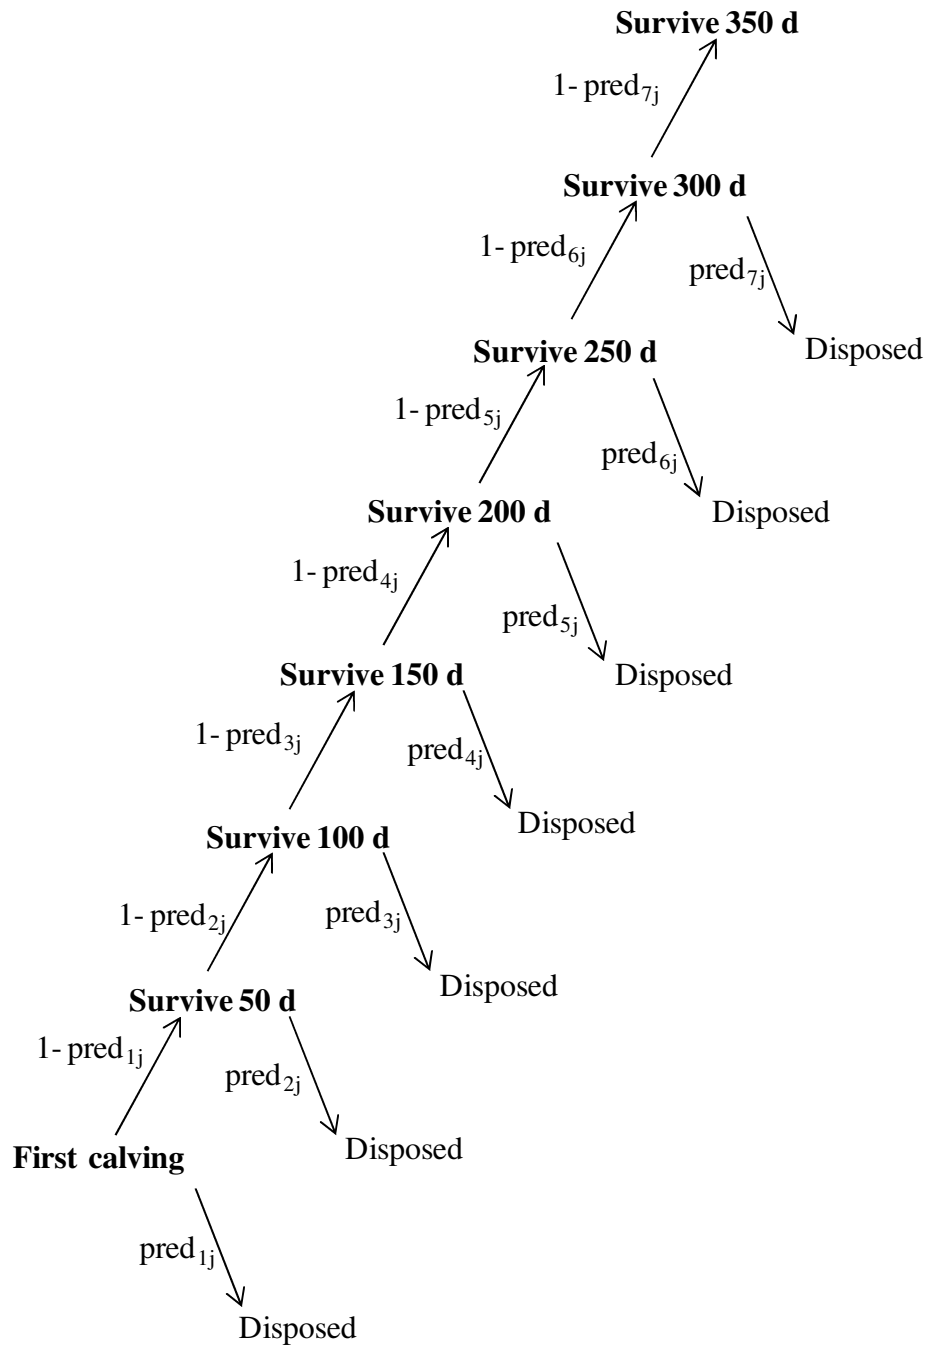 Survive 350 d
1- pred7j
Survive 300 d
1- pred6j
pred7j
Disposed
Survive 250 d
1- pred5j
pred6j
Disposed
Survive 200 d
1- pred4j
pred5j
Disposed
Survive 150 d
1- pred3j
pred4j
Disposed
Survive 100 d
1- pred2j
pred3j
Disposed
Survive 50 d
1- pred1j
pred2j
Disposed
First calving
pred1j
Disposed